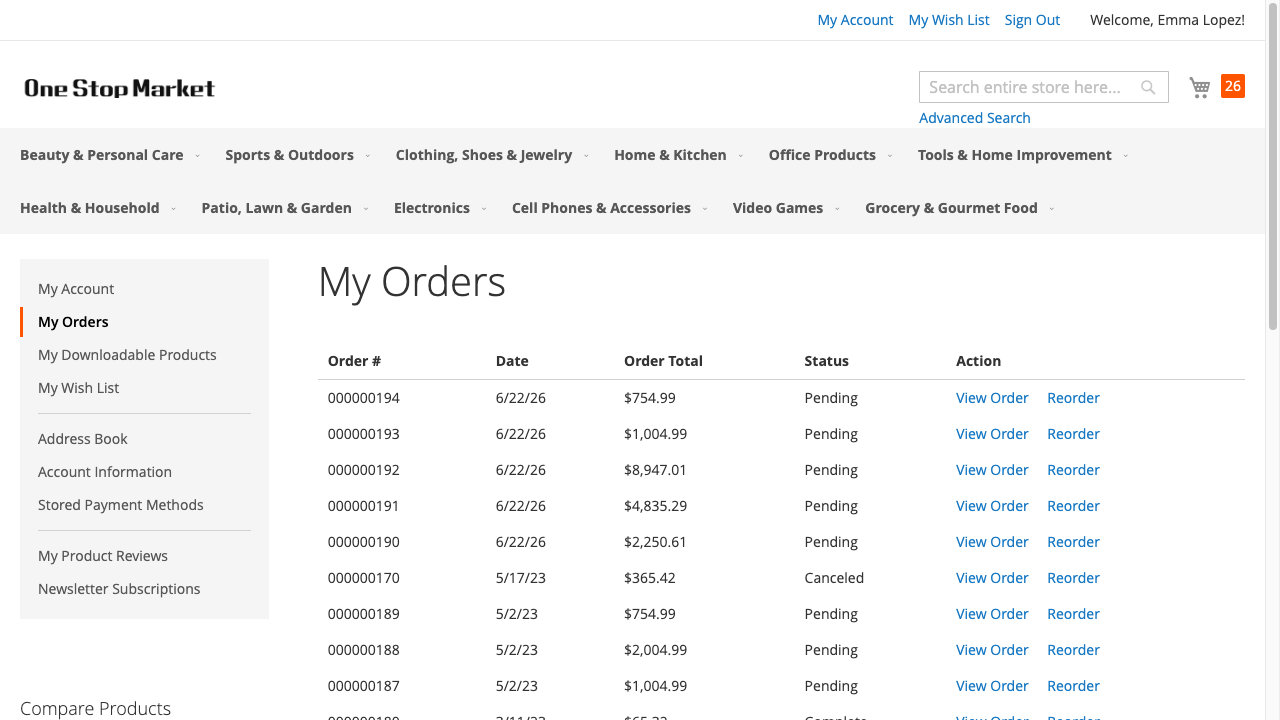 My Account My Wish List Sign Out Welcome, Emma Lopez!
One Stop Market
Search entire store here...
26
Advanced Search
Beauty & Personal Care Sports & Outdoors Clothing, Shoes & Jewelry Home & Kitchen Office Products Tools & Home Improvement
Health & Household Patio, Lawn & Garden Electronics Cell Phones & Accessories Video Games Grocery & Gourmet Food
My Account
My Orders
My Downloadable Products
My Wish List
Address Book
Account Information
Stored Payment Methods
My Product Reviews
Newsletter Subscriptions
Compare Products
My Orders
Order # Date Order Total Status Action
000000194 6/22/26 $754.99 Pending View Order Reorder
000000193 6/22/26 $1,004.99 Pending View Order Reorder
000000192 6/22/26 $8,947.01 Pending View Order Reorder
000000191 6/22/26 $4,835.29 Pending View Order Reorder
000000190 6/22/26 $2,250.61 Pending View Order Reorder
000000170 5/17/23 $365.42 Canceled View Order Reorder
000000189 5/2/23 $754.99 Pending View Order Reorder
000000188 5/2/23 $2,004.99 Pending View Order Reorder
000000187 5/2/23 $1,004.99 Pending View Order Reorder